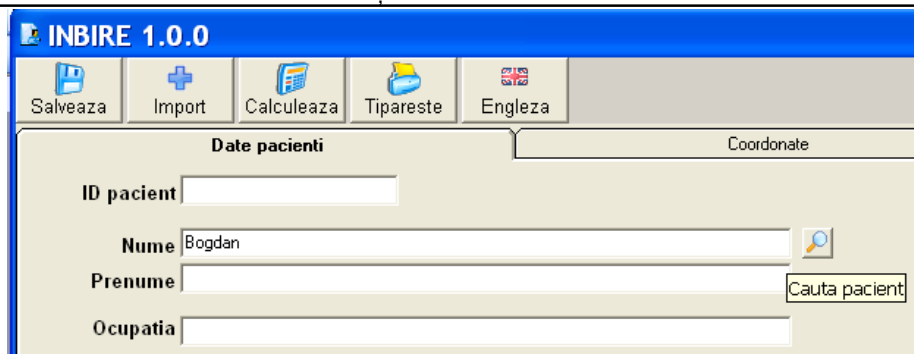 INBIRE 1.0.0
Salveaza Import Calculeaza Tipareste Engleza
Date pacienti Coordonate
ID pacient
Nume Bogdan
Prenume
Cauta pacient
Ocupatia